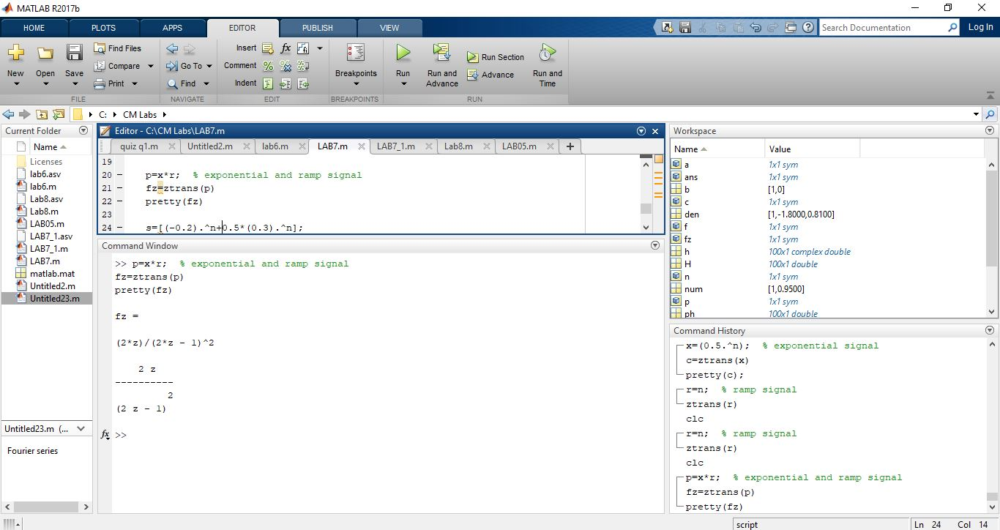 MATLAB R2017b
HOME PLOTS APPS EDITOR PUBLISH VIEW
Search Documentation
Log In
New
Open
Save
Find Files
Compare
Print
FILE
Go To
Find
NAVIGATE
Insert fx
Comment
Indent
EDIT
Breakpoints
BREAKPOINTS
Run
Run and
Advance
Run Section
Advance
Run and
Time
RUN
C: CM Labs
Current Folder
Name
Licenses
lab6.asv
lab6.m
Lab8.asv
Lab8.m
LAB05.m
LAB7_1.asv
LAB7_1.m
LAB7.m
matlab.mat
Untitled2.m
Untitled23.m
Untitled23.m (...
Fourier series
Editor - C:\CM Labs\LAB7.m
quiz q1.m Untitled2.m lab6.m LAB7.m LAB7_1.m Lab8.m LAB05.m +
19
20 - p=x*r; % exponential and ramp signal
21 - fz=ztrans(p)
22 - pretty(fz)
23
24 - s=[(-0.2).^n+0.5*(0.3).^n];
Command Window
>> p=x*r; % exponential and ramp signal
fz=ztrans(p)
pretty(fz)
fz =
(2*z)/(2*z - 1)^2
2 z
----------
2
(2 z - 1)
fx >>
Workspace
Name Value
a 1x1 sym
ans 1x1 sym
b [1,0]
c 1x1 sym
den [1,-1.8000,0.8100]
f 1x1 sym
fz 1x1 sym
h 100x1 complex double
H 100x1 double
n 1x1 sym
num [1,0.9500]
p 1x1 sym
ph 100x1 double
Command History
x=(0.5.^n); % exponential signal
c=ztrans(x)
pretty(c);
r=n; % ramp signal
ztrans(r)
clc
r=n; % ramp signal
ztrans(r)
clc
p=x*r; % exponential and ramp signal
fz=ztrans(p)
pretty(fz)
script
Ln 24 Col 14